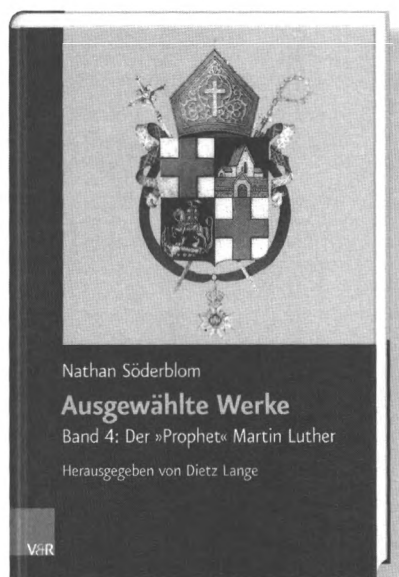 Nathan Söderblom
Ausgewählte Werke
Band 4: Der »Prophet« Martin Luther
Herausgegeben von Dietz Lange
V&R